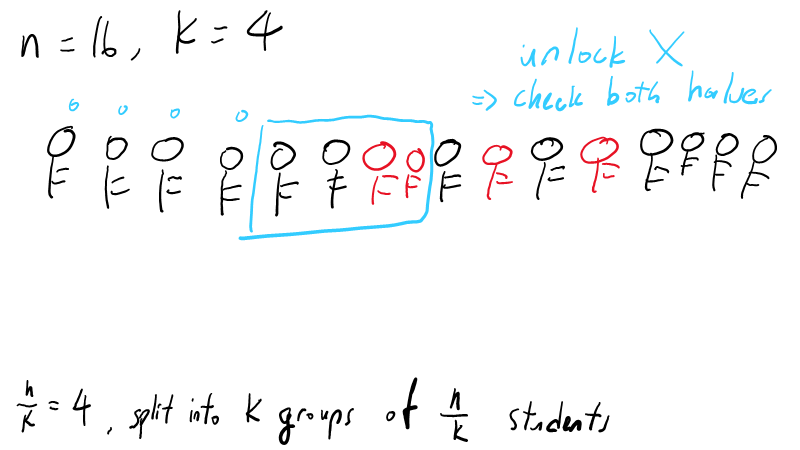 n = 16, k = 4
unlock X
=> check both halves
n/k = 4, split into k groups of n/k students